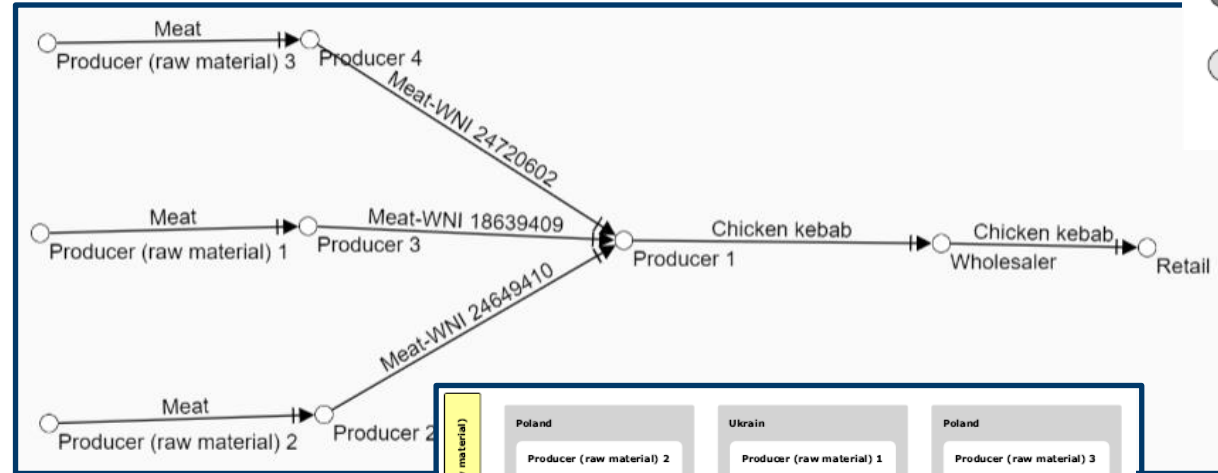 Meat
Producer (raw material) 3
Producer 4
Meat-WNI 24720602
Meat
Producer (raw material) 1
Meat-WNI 18639409
Producer 3
Chicken kebab
Producer 1
Chicken kebab
Wholesaler
Retail
Meat-WNI 24649410
Meat
Producer (raw material) 2
Producer 2
material)
Poland
Ukrain
Poland
Producer (raw material) 2
Producer (raw material) 1
Producer (raw material) 3